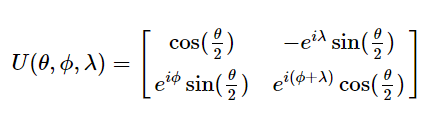 U(θ, ϕ, λ) = [ cos(θ/2) −e^{iλ} sin(θ/2)
e^{iϕ} sin(θ/2) e^{i(ϕ+λ)} cos(θ/2) ]